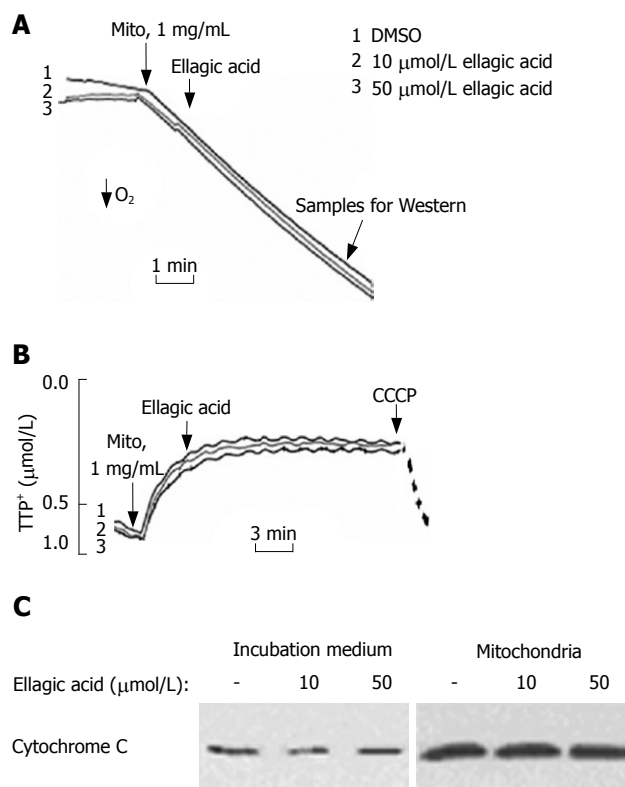 A
Mito, 1 mg/mL
Ellagic acid
1 DMSO
2 10 μmol/L ellagic acid
3 50 μmol/L ellagic acid
1
2
3
O₂
Samples for Western
1 min
B
0.0
0.5
1.0
TTP⁺ (μmol/L)
Ellagic acid
CCCP
Mito,
1 mg/mL
1
2
3
3 min
C
Incubation medium Mitochondria
Ellagic acid (μmol/L): - 10 50 - 10 50
Cytochrome C